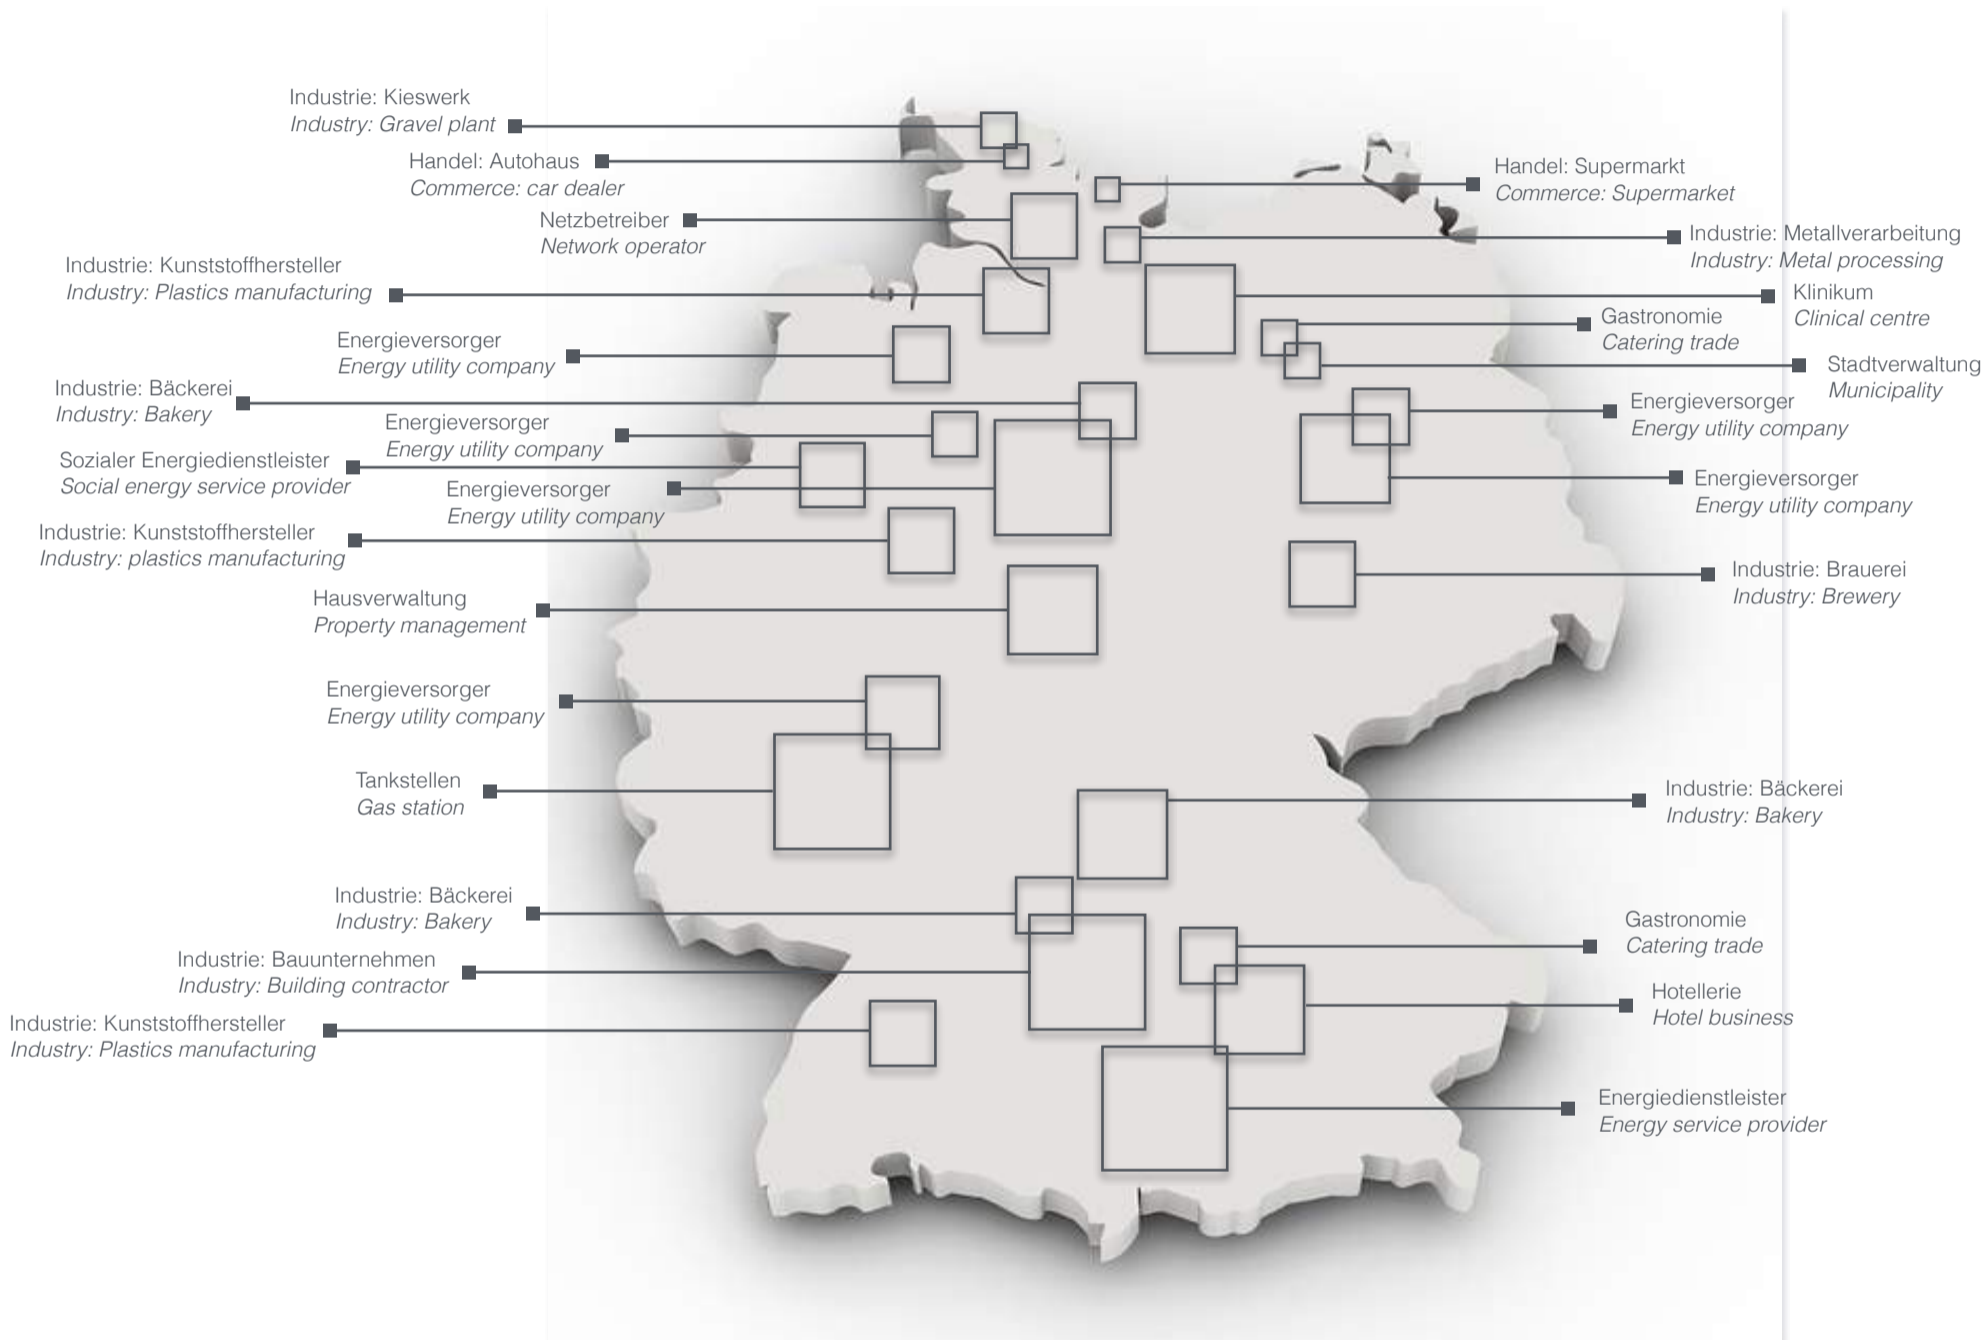 Industrie: Kieswerk
Industry: Gravel plant
Handel: Autohaus
Commerce: car dealer
Netzbetreiber
Network operator
Industrie: Kunststoffhersteller
Industry: Plastics manufacturing
Energieversorger
Energy utility company
Industrie: Bäckerei
Industry: Bakery
Energieversorger
Energy utility company
Sozialer Energiedienstleister
Social energy service provider
Energieversorger
Energy utility company
Industrie: Kunststoffhersteller
Industry: plastics manufacturing
Hausverwaltung
Property management
Energieversorger
Energy utility company
Tankstellen
Gas station
Industrie: Bäckerei
Industry: Bakery
Industrie: Bauunternehmen
Industry: Building contractor
Industrie: Kunststoffhersteller
Industry: Plastics manufacturing
Handel: Supermarkt
Commerce: Supermarket
Industrie: Metallverarbeitung
Industry: Metal processing
Klinikum
Clinical centre
Gastronomie
Catering trade
Stadtverwaltung
Municipality
Energieversorger
Energy utility company
Energieversorger
Energy utility company
Industrie: Brauerei
Industry: Brewery
Industrie: Bäckerei
Industry: Bakery
Gastronomie
Catering trade
Hotellerie
Hotel business
Energiedienstleister
Energy service provider